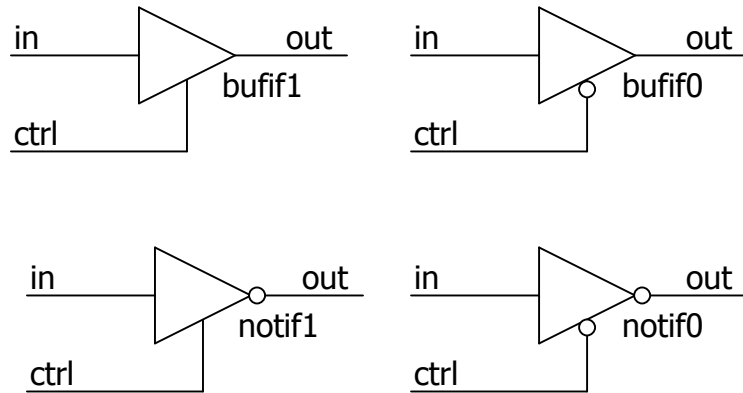 in out
bufif1
ctrl
in out
bufif0
ctrl
in out
notif1
ctrl
in out
notif0
ctrl